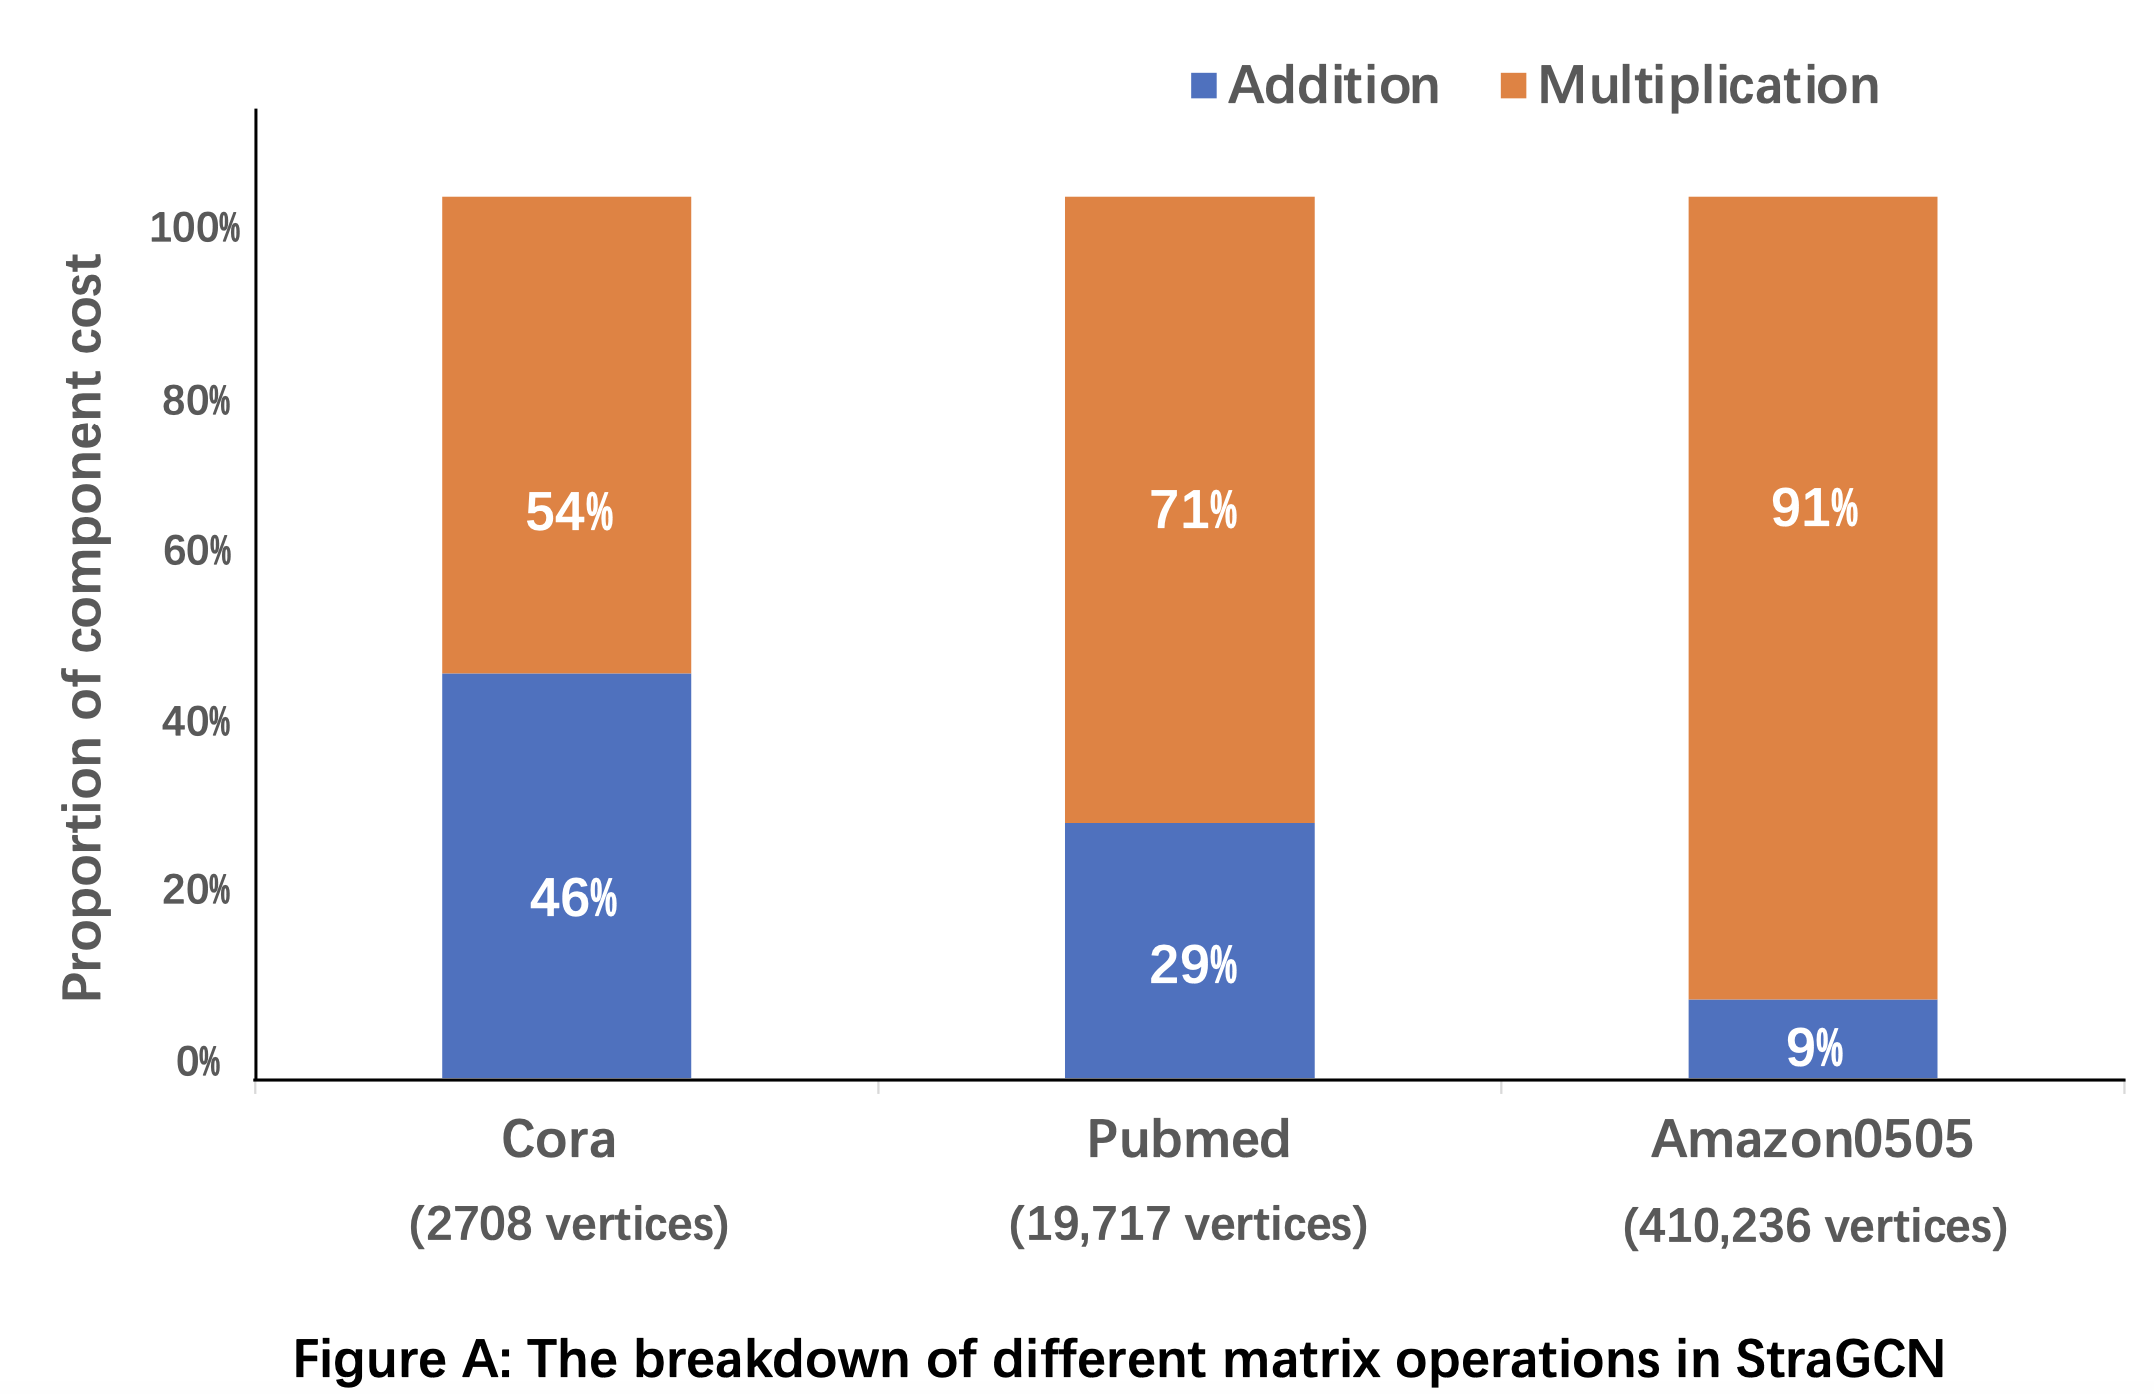 Addition Multiplication
Proportion of component cost
100%
80%
60%
40%
20%
0%
54%
71%
91%
46%
29%
9%
Cora Pubmed Amazon0505
(2708 vertices) (19,717 vertices) (410,236 vertices)
Figure A: The breakdown of different matrix operations in StraGCN